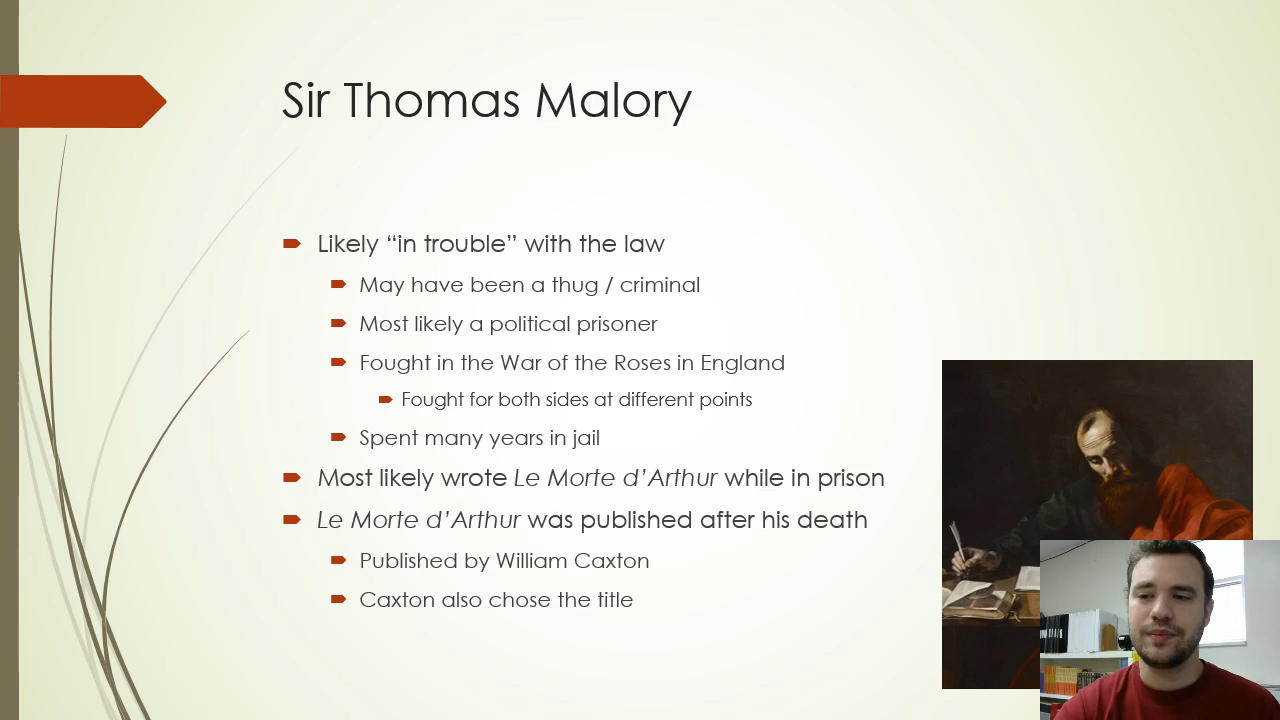 Sir Thomas Malory
Likely “in trouble” with the law
May have been a thug / criminal
Most likely a political prisoner
Fought in the War of the Roses in England
Fought for both sides at different points
Spent many years in jail
Most likely wrote Le Morte d’Arthur while in prison
Le Morte d’Arthur was published after his death
Published by William Caxton
Caxton also chose the title